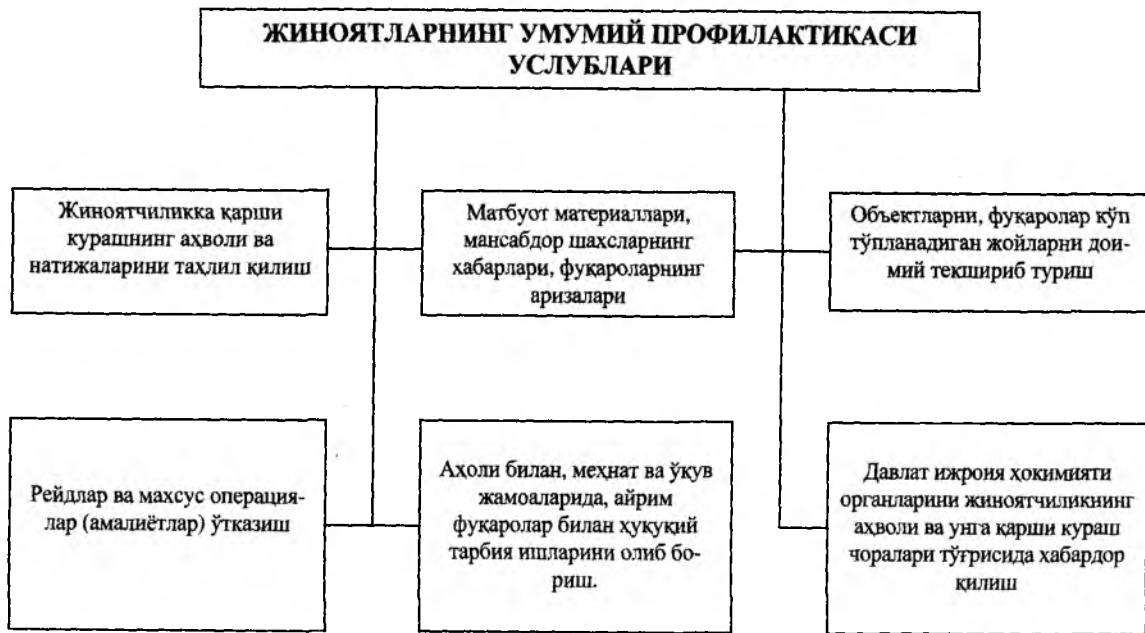 ЖИНОЯТЛАРНИНГ УМУМИЙ ПРОФИЛАКТИКАСИ
УСЛУБЛАРИ
Жиноятчиликка қарши
курашнинг аҳволи ва
натижаларини таҳлил қилиш
Матбуот материаллари,
мансабдор шахсларнинг
хабарлари, фуқароларнинг
аризалари
Объектларни, фуқаролар кўп
тўпланадиган жойларни дои-
мий текшириб туриш
Рейдлар ва махсус операция-
лар (амалиётлар) ўтказиш
Аҳоли билан, меҳнат ва ўқув
жамоаларида, айрим
фуқаролар билан ҳуқуқий
тарбия ишларини олиб бо-
риш.
Давлат ижроия ҳокимияти
органларини жиноятчиликнинг
аҳволи ва унга қарши кураш
чоралари тўғрисида хабардор
қилиш